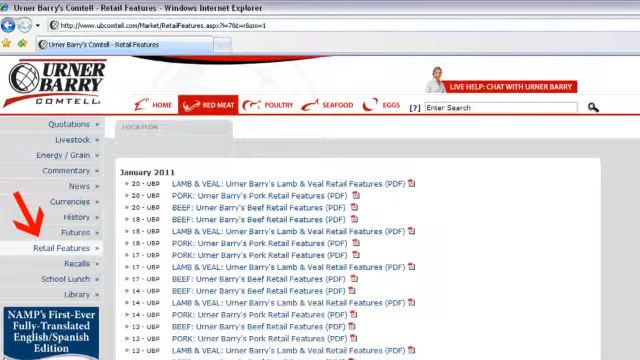 Urner Barry's Comtell - Retail Features - Windows Internet Explorer
http://www.ubcomtell.com/Market/RetailFeatures.aspx?l=7&t=r&sm=1
Urner Barry's Comtell - Retail Features
URNER
BARRY
COMTELL
LIVE HELP: CHAT WITH URNER BARRY
HOME
RED MEAT
POULTRY
SEAFOOD
EGGS
[?]
Enter Search
Quotations »
Livestock »
Energy / Grain »
Commentary »
News »
Currencies »
History »
Futures »
Retail Features »
Recalls »
School Lunch »
Library »
NAMP's First-Ever
Fully-Translated
English/Spanish
Edition
LOCATION
January 2011
» 20 - UBP LAMB & VEAL: Urner Barry's Lamb & Veal Retail Features (PDF)
» 20 - UBP PORK: Urner Barry's Pork Retail Features (PDF)
» 20 - UBP BEEF: Urner Barry's Beef Retail Features (PDF)
» 18 - UBP BEEF: Urner Barry's Beef Retail Features (PDF)
» 18 - UBP LAMB & VEAL: Urner Barry's Lamb & Veal Retail Features (PDF)
» 18 - UBP PORK: Urner Barry's Pork Retail Features (PDF)
» 17 - UBP PORK: Urner Barry's Pork Retail Features (PDF)
» 17 - UBP LAMB & VEAL: Urner Barry's Lamb & Veal Retail Features (PDF)
» 17 - UBP BEEF: Urner Barry's Beef Retail Features (PDF)
» 14 - UBP BEEF: Urner Barry's Beef Retail Features (PDF)
» 14 - UBP LAMB & VEAL: Urner Barry's Lamb & Veal Retail Features (PDF)
» 14 - UBP PORK: Urner Barry's Pork Retail Features (PDF)
» 13 - UBP BEEF: Urner Barry's Beef Retail Features (PDF)
» 13 - UBP PORK: Urner Barry's Pork Retail Features (PDF)
» 13 - UBP LAMB & VEAL: Urner Barry's Lamb & Veal Retail Features (PDF)